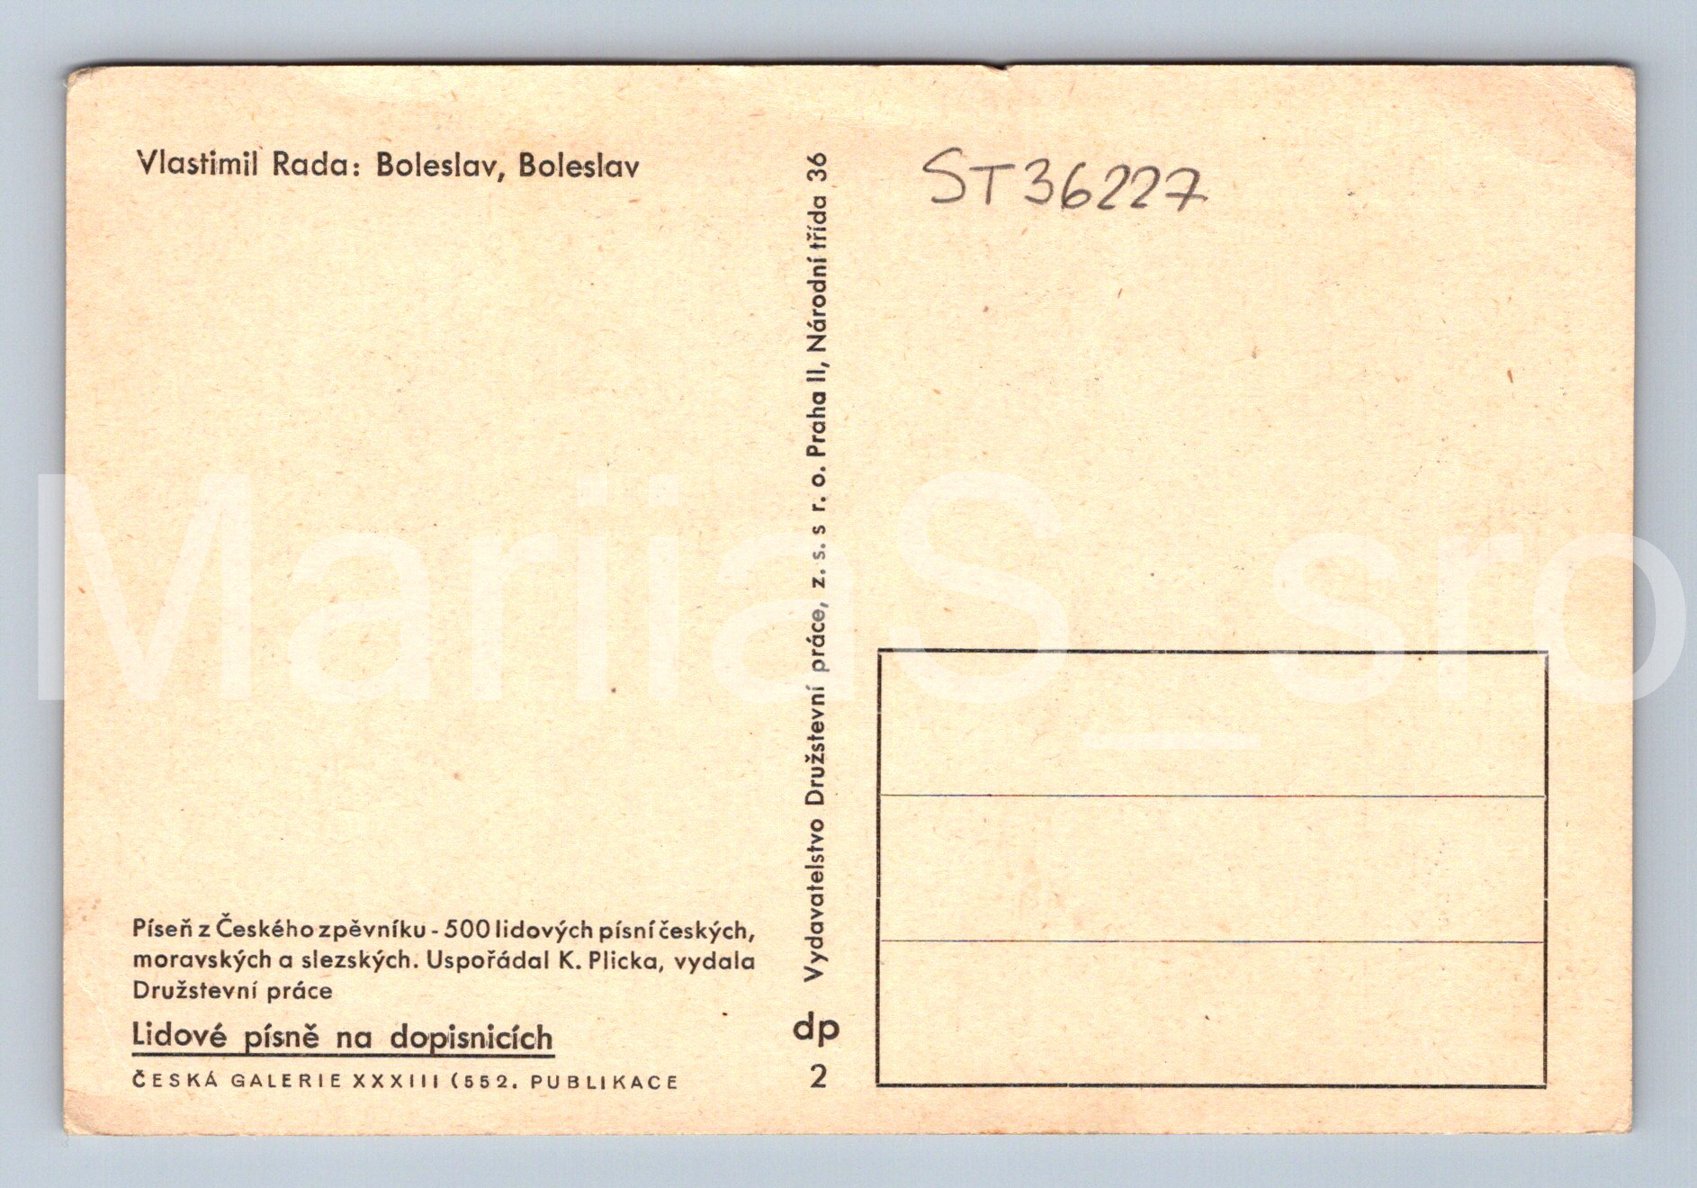 Vlastimil Rada: Boleslav, Boleslav
Píseň z Českého zpěvníku - 500 lidových písní českých,
moravských a slezských. Uspořádal K. Plicka, vydala
Družstevní práce
Lidové písně na dopisnicích
ČESKÁ GALERIE XXXIII (552. PUBLIKACE
Vydavatelstvo Družstevní práce, z. s. s r. o. Praha II, Národní třída 36
dp
2
ST36227
MariiaS_sro